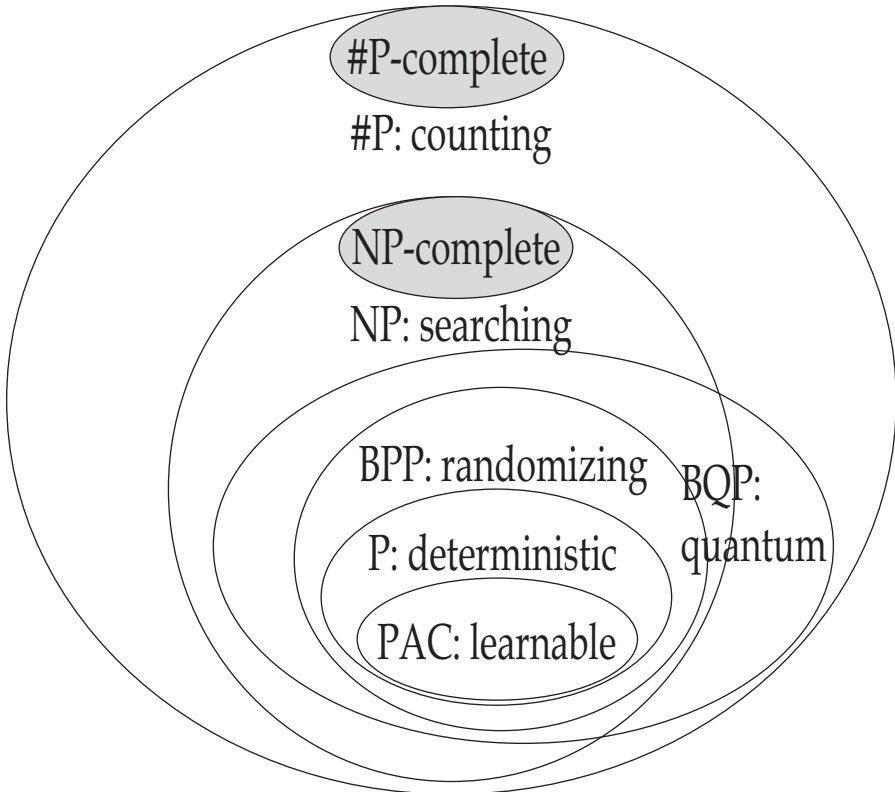 #P-complete
#P: counting
NP-complete
NP: searching
BPP: randomizing
BQP:
quantum
P: deterministic
PAC: learnable